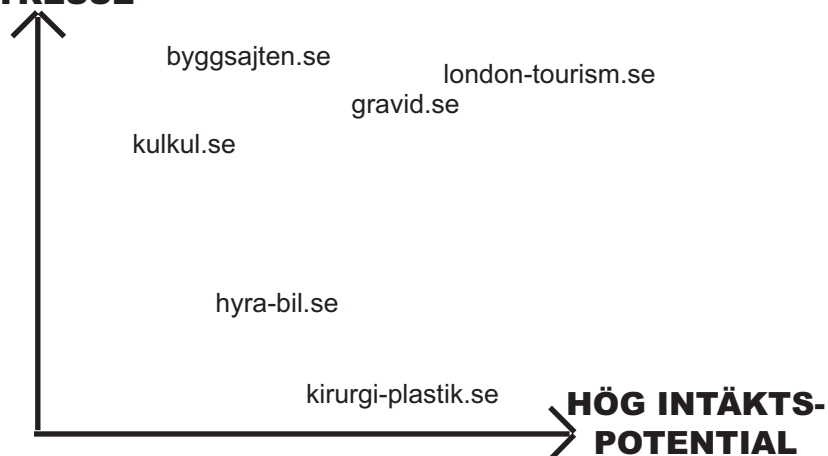 byggsajten.se
london-tourism.se
gravid.se
kulkul.se
hyra-bil.se
kirurgi-plastik.se
HÖG INTÄKTS-
POTENTIAL